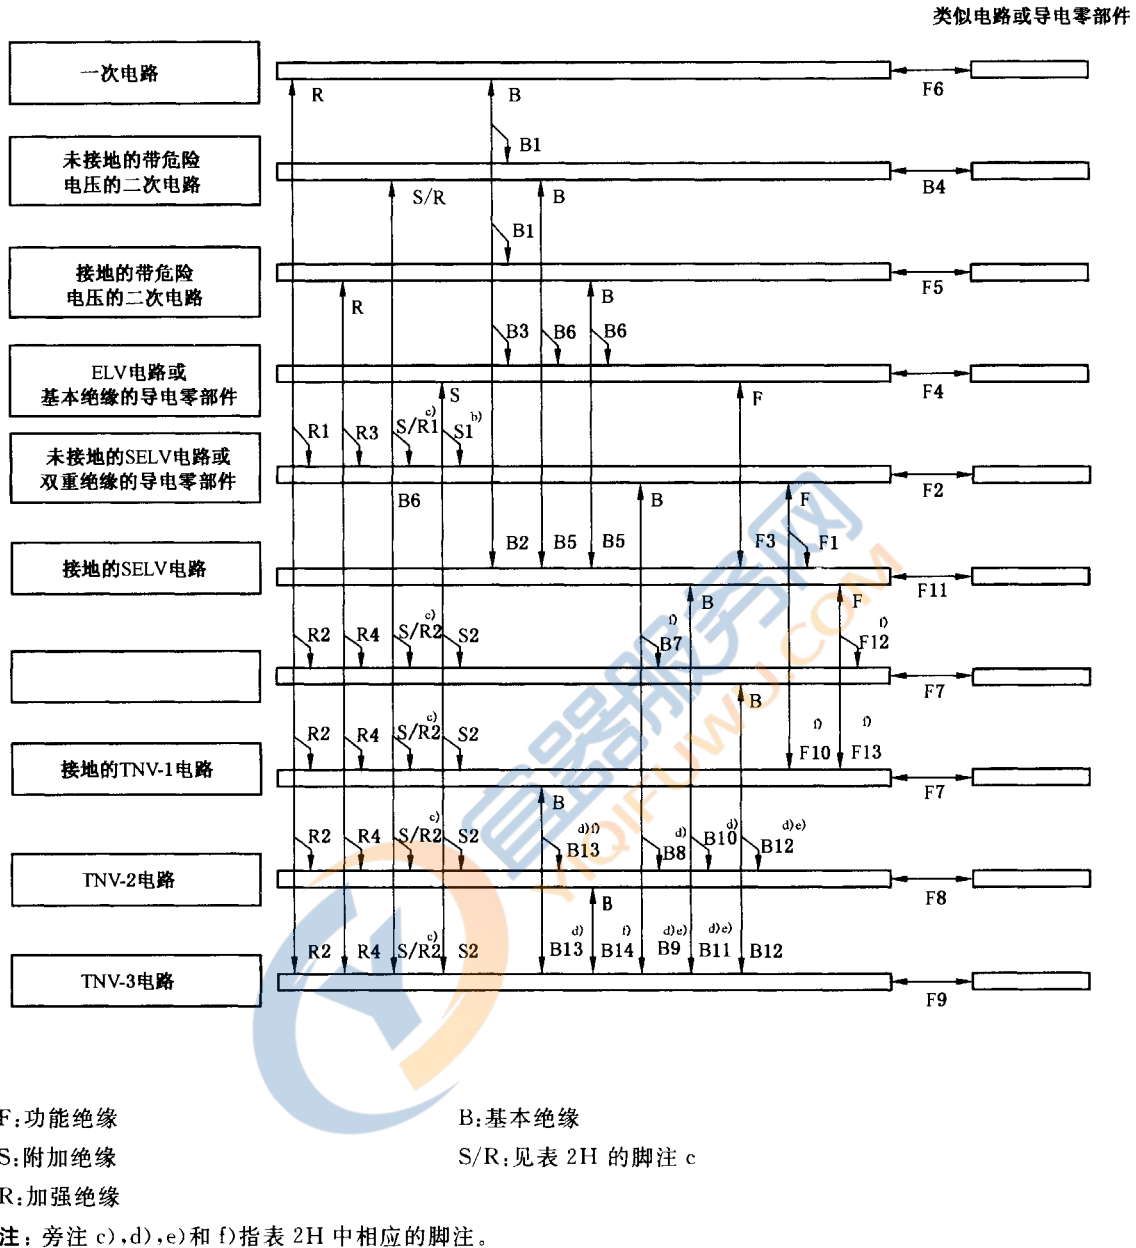 类似电路或导电零部件
一次电路
R
B
F6
B1
未接地的带危险
电压的二次电路
S/R
B
B4
B1
接地的带危险
电压的二次电路
R
B
F5
B3
B6
B6
ELV电路或
基本绝缘的导电零部件
S
F
F4
R1
R3
S/R1 c)
S1 b)
未接地的SELV电路或
双重绝缘的导电零部件
B6
B
F
F2
B2
B5
B5
F3
F1
接地的SELV电路
B
F
F11
R2
R4
S/R2 c)
S2
B7 f)
F12 f)
B
F7
R2
R4
S/R2 c)
S2
F10 f)
F13 f)
接地的TNV-1电路
B
F7
R2
R4
S/R2 c)
S2
B13 d)f)
B8 d)
B10 d)
B12 d)e)
TNV-2电路
B
F8
R2
R4
S/R2 c)
S2
B13 d)
B14 f)
B9 d)e)
B11 d)e)
B12
TNV-3电路
F9
F:功能绝缘
B:基本绝缘
S:附加绝缘
S/R:见表 2H 的脚注 c
R:加强绝缘
注: 旁注 c),d),e)和 f)指表 2H 中相应的脚注。
仪器服务网
YIQIFUWU.COM